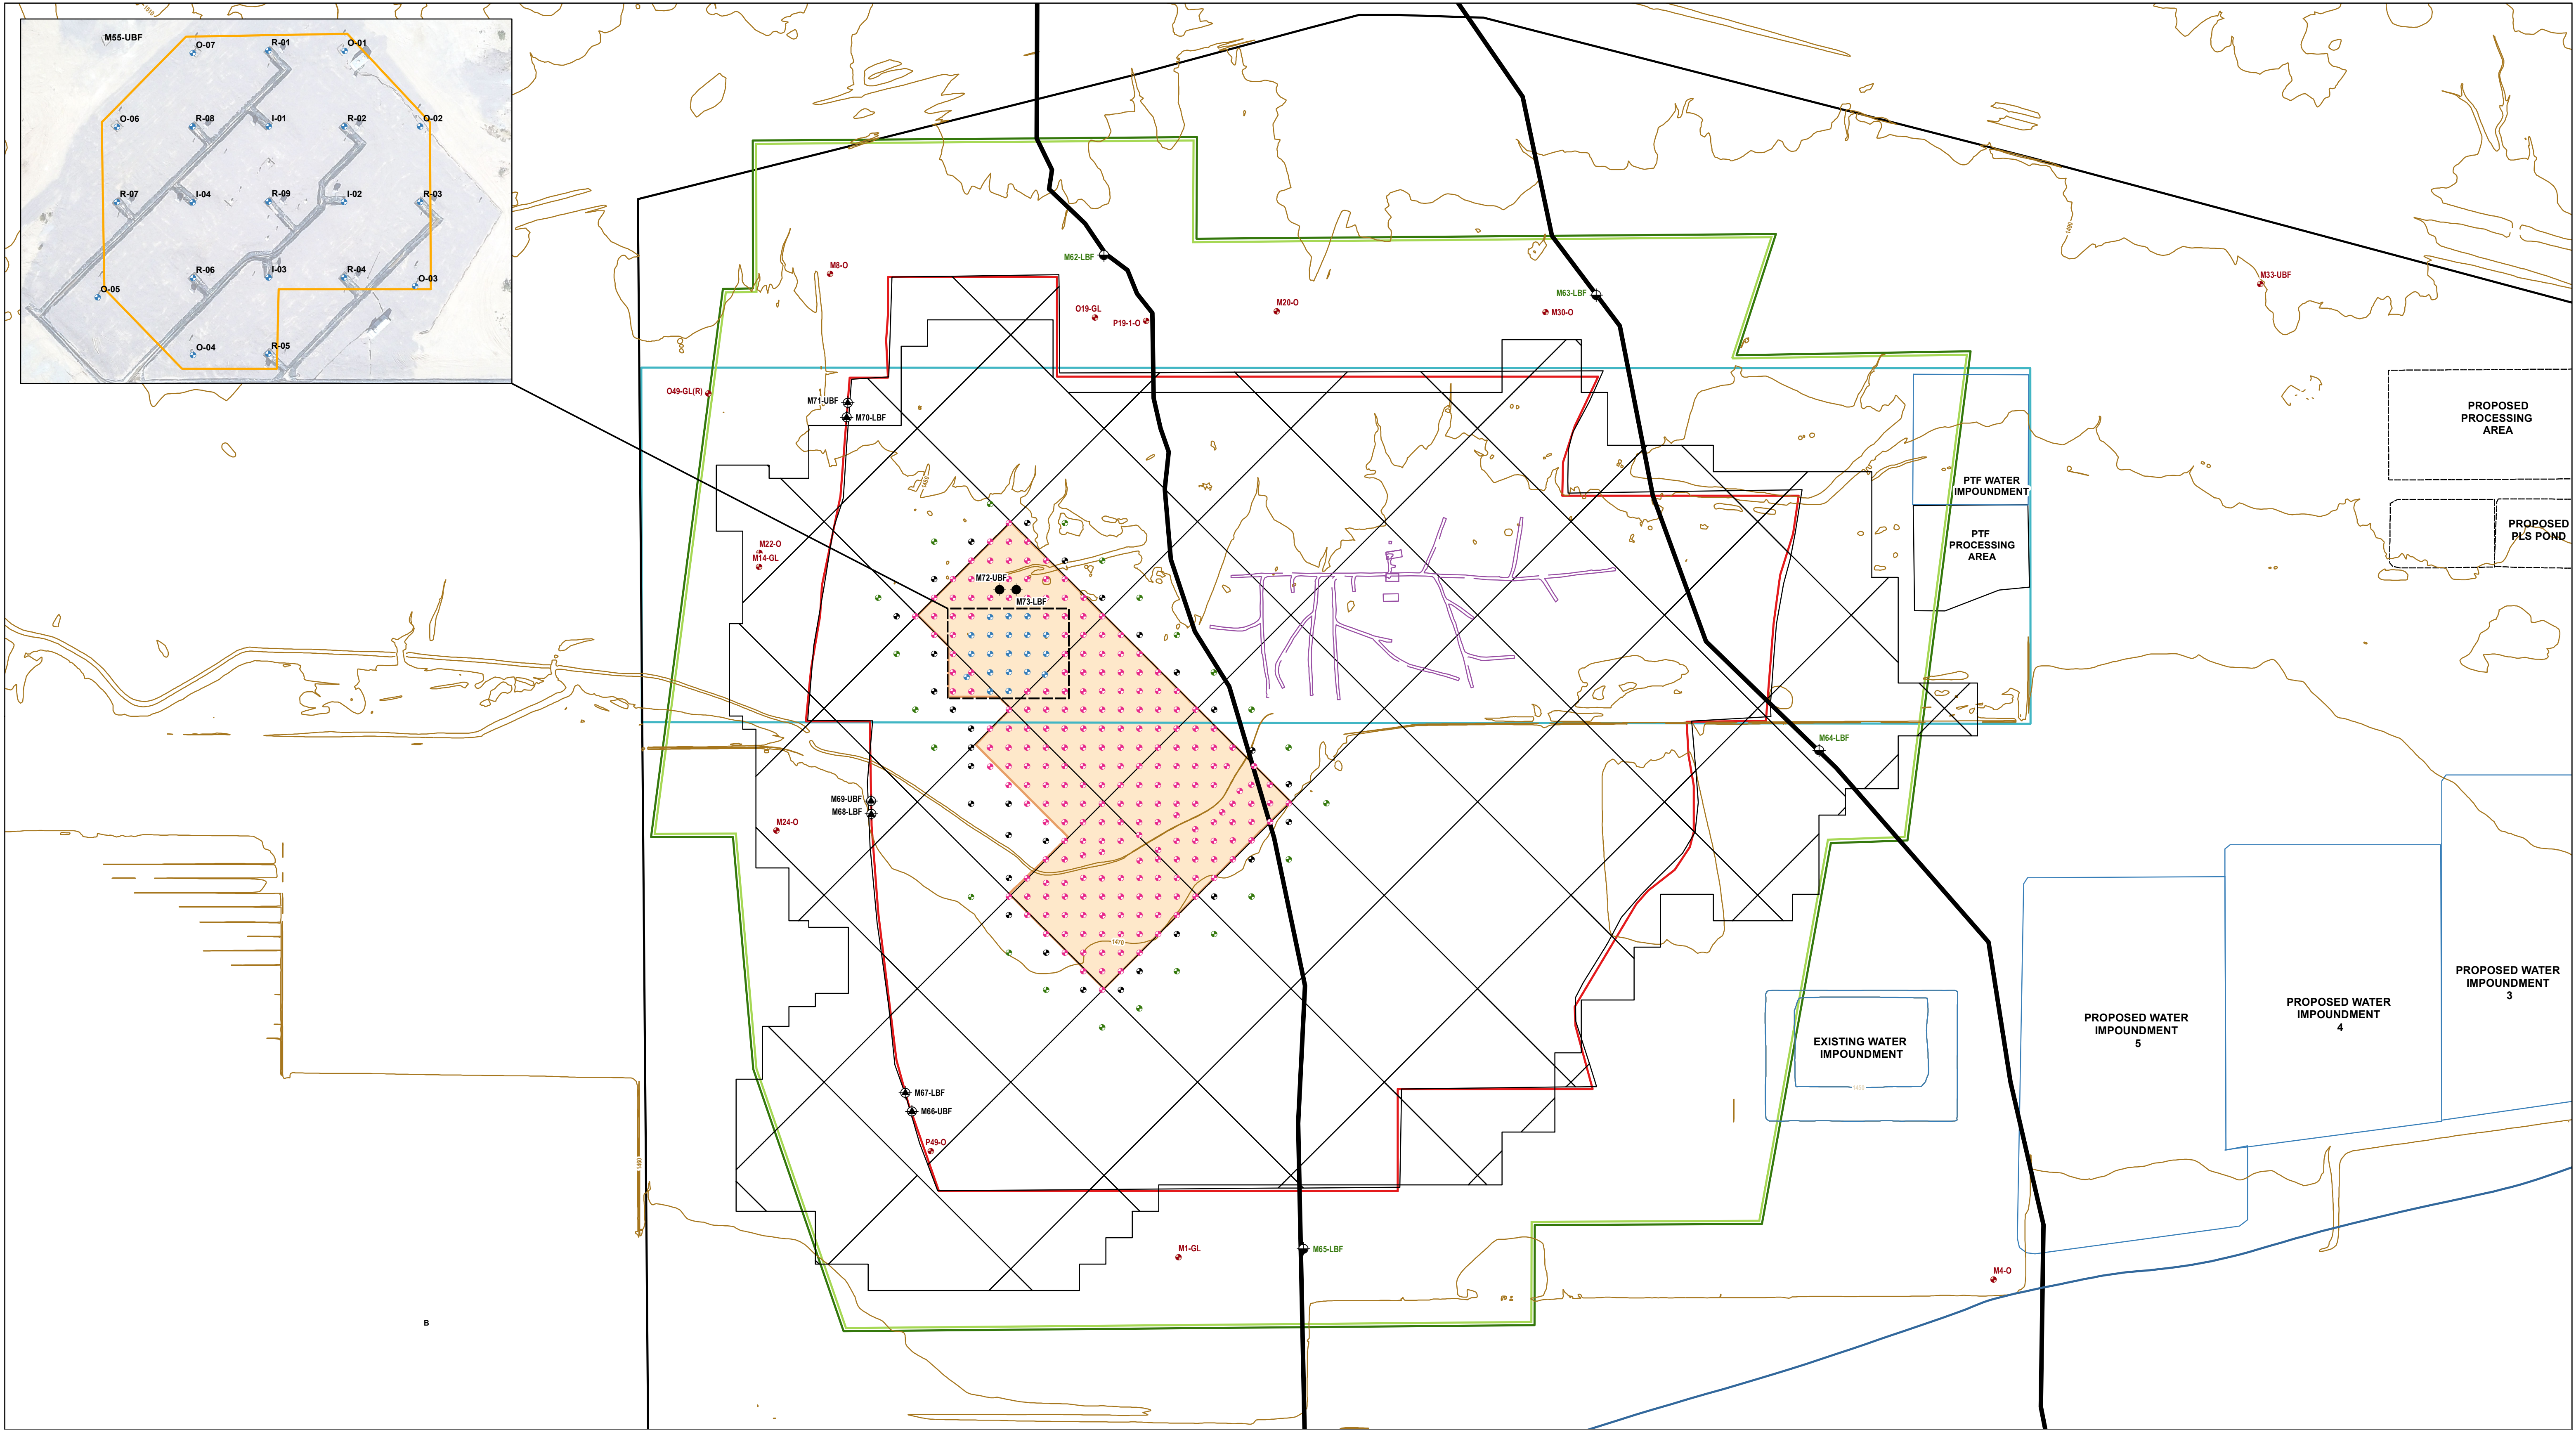 M55-UBF
O-07
R-01
O-01
O-06
R-08
I-01
R-02
O-02
R-07
I-04
R-09
I-02
R-03
O-05
R-06
I-03
R-04
O-03
O-04
R-05
M8-O
M62-LBF
O19-GL
P19-1-O
M20-O
M63-LBF
M30-O
M33-UBF
1480
O49-GL(R)
M71-UBF
M70-LBF
PROPOSED
PROCESSING
AREA
PTF WATER
IMPOUNDMENT
PTF
PROCESSING
AREA
PROPOSED
PLS POND
M22-O
M14-GL
M72-UBF
M73-LBF
M64-LBF
M69-UBF
M68-LBF
M24-O
1470
PROPOSED WATER
IMPOUNDMENT
3
PROPOSED WATER
IMPOUNDMENT
4
PROPOSED WATER
IMPOUNDMENT
5
EXISTING WATER
IMPOUNDMENT
M67-LBF
M66-UBF
P49-O
1460
M1-GL
M65-LBF
M4-O
B